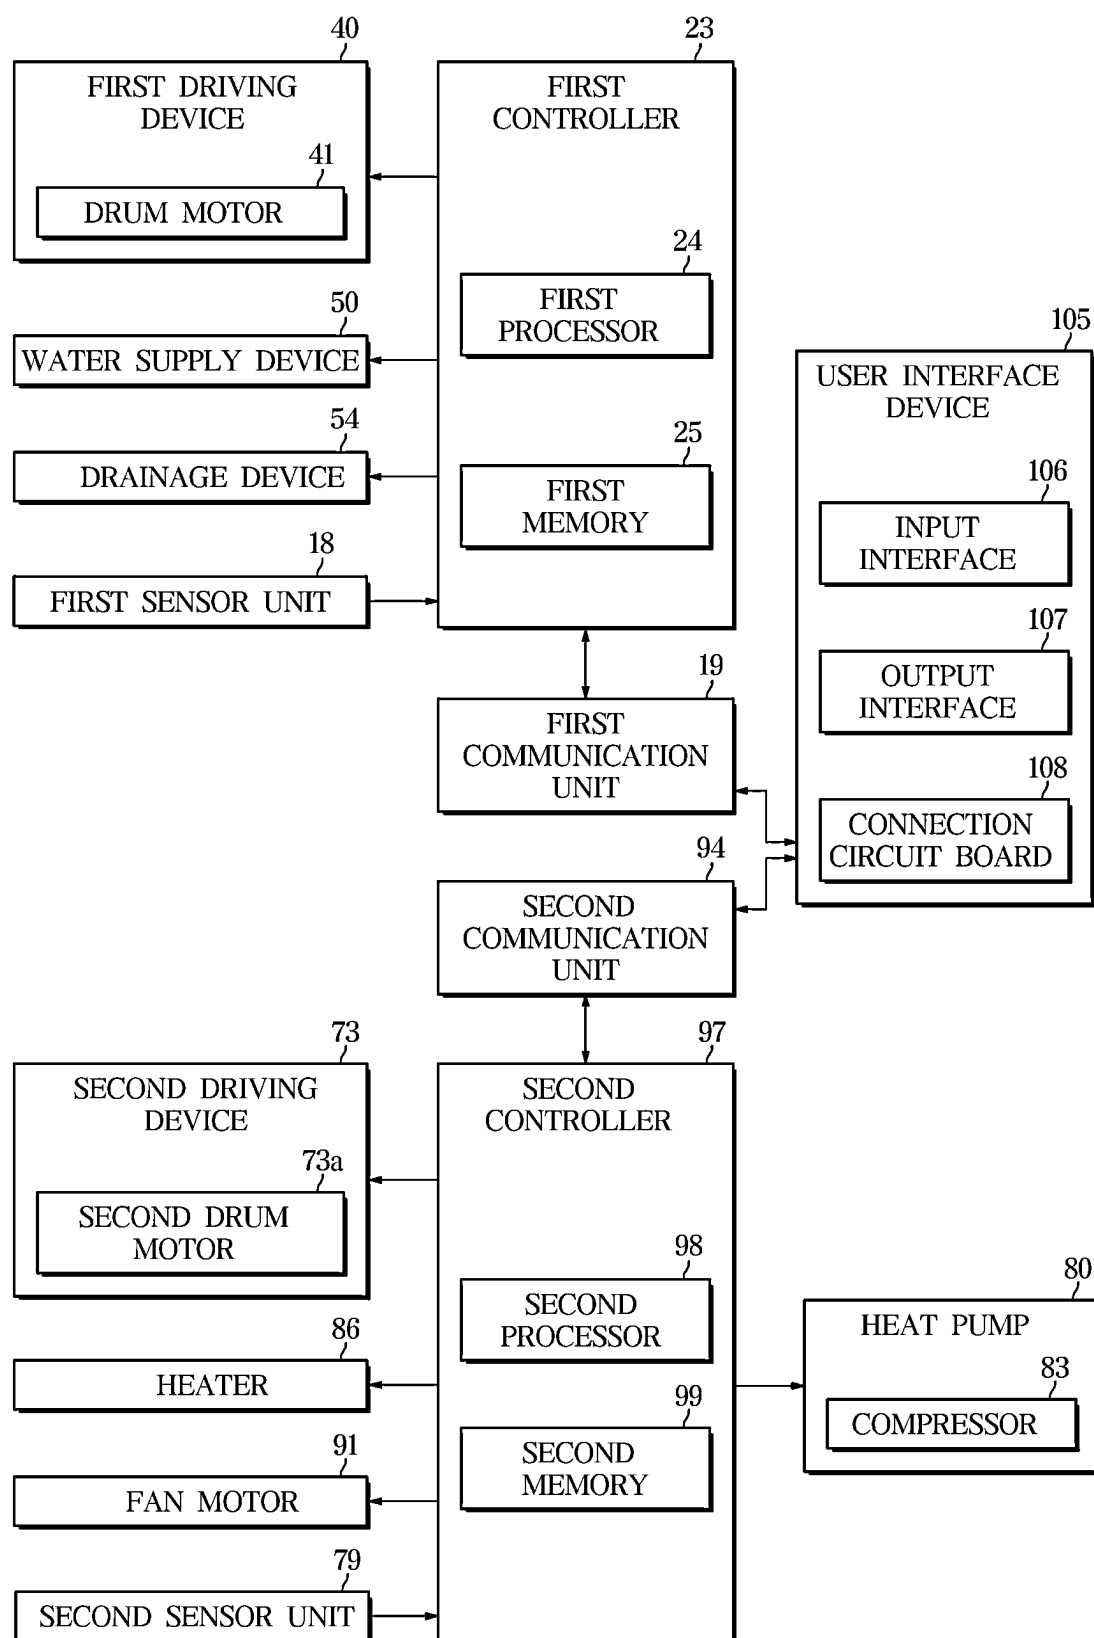 40
FIRST DRIVING
DEVICE
41
DRUM MOTOR
50
WATER SUPPLY DEVICE
54
DRAINAGE DEVICE
18
FIRST SENSOR UNIT
23
FIRST
CONTROLLER
24
FIRST
PROCESSOR
25
FIRST
MEMORY
19
FIRST
COMMUNICATION
UNIT
94
SECOND
COMMUNICATION
UNIT
105
USER INTERFACE
DEVICE
106
INPUT
INTERFACE
107
OUTPUT
INTERFACE
108
CONNECTION
CIRCUIT BOARD
73
SECOND DRIVING
DEVICE
73a
SECOND DRUM
MOTOR
86
HEATER
91
FAN MOTOR
79
SECOND SENSOR UNIT
97
SECOND
CONTROLLER
98
SECOND
PROCESSOR
99
SECOND
MEMORY
80
HEAT PUMP
83
COMPRESSOR